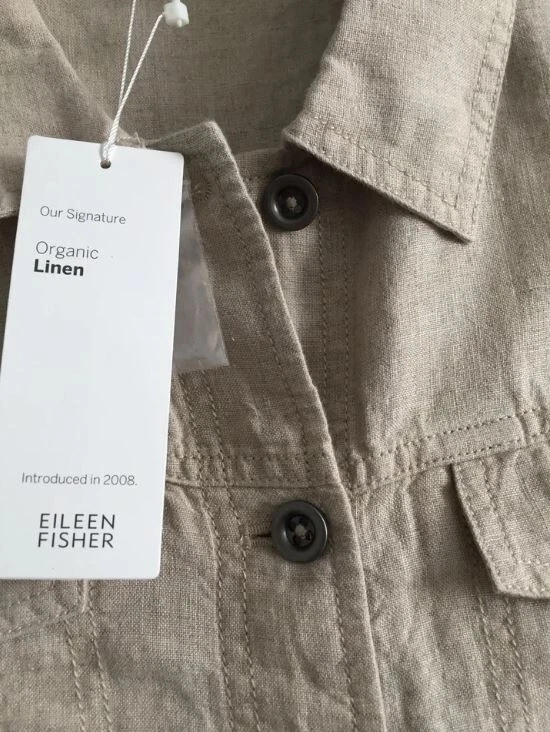 Our Signature
Organic
Linen
Introduced in 2008.
EILEEN
FISHER